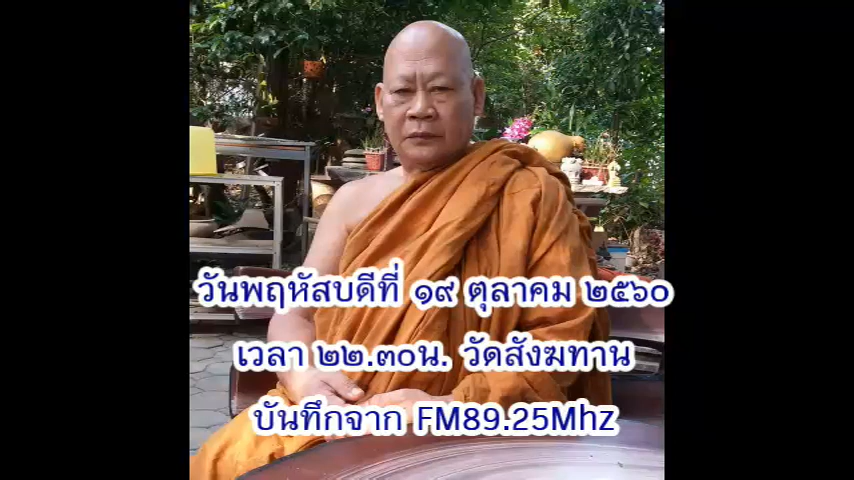 วันพฤหัสบดีที่ ๑๙ ตุลาคม ๒๕๖๐
เวลา ๒๒.๓๐น. วัดสังฆทาน
บันทึกจาก FM89.25Mhz